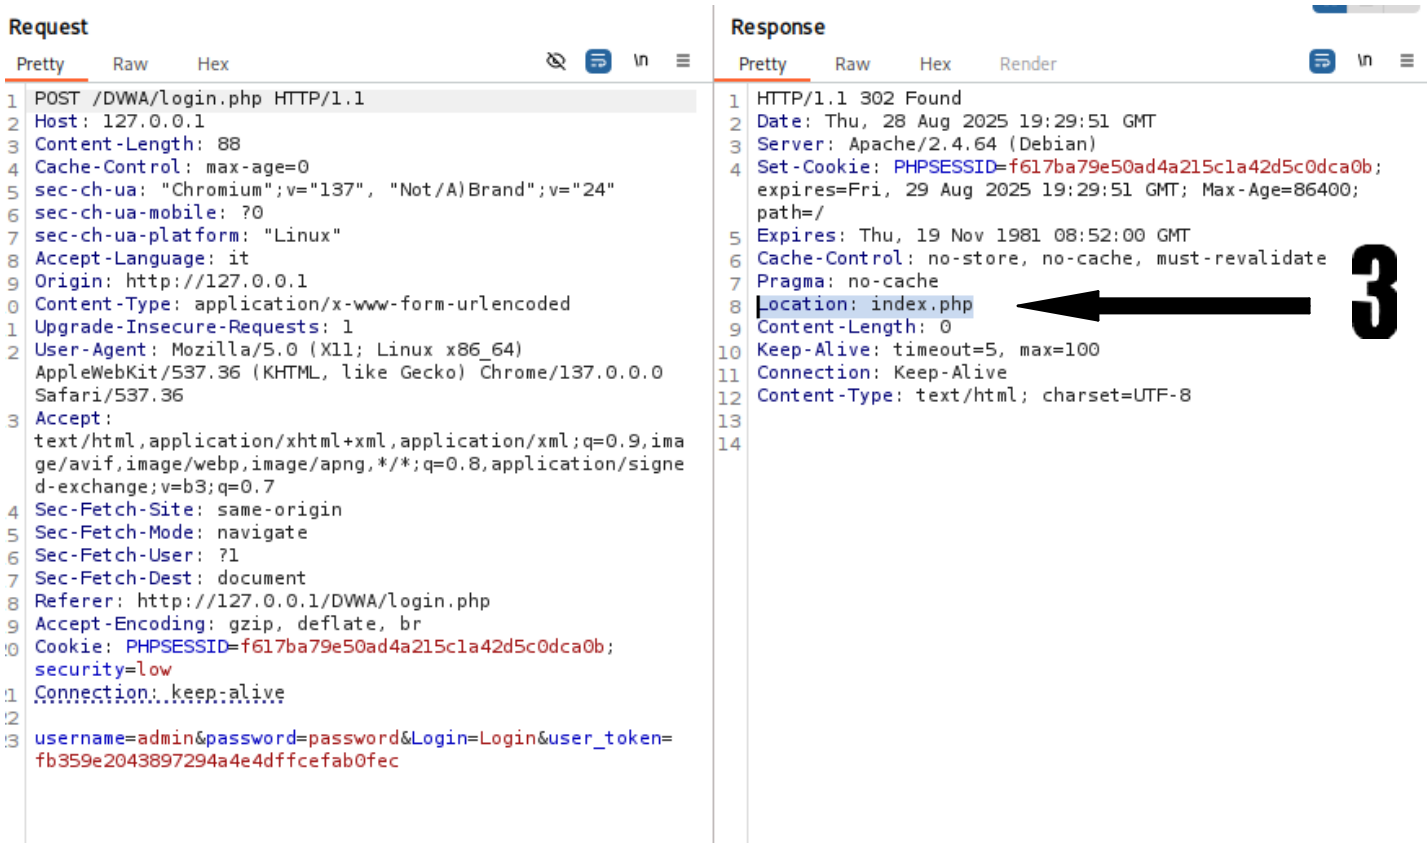 Request
Pretty Raw Hex \n
1 POST /DVWA/login.php HTTP/1.1
2 Host: 127.0.0.1
3 Content-Length: 88
4 Cache-Control: max-age=0
5 sec-ch-ua: "Chromium";v="137", "Not/A)Brand";v="24"
6 sec-ch-ua-mobile: ?0
7 sec-ch-ua-platform: "Linux"
8 Accept-Language: it
9 Origin: http://127.0.0.1
0 Content-Type: application/x-www-form-urlencoded
1 Upgrade-Insecure-Requests: 1
2 User-Agent: Mozilla/5.0 (X11; Linux x86_64)
AppleWebKit/537.36 (KHTML, like Gecko) Chrome/137.0.0.0
Safari/537.36
3 Accept:
text/html,application/xhtml+xml,application/xml;q=0.9,ima
ge/avif,image/webp,image/apng,*/*;q=0.8,application/signe
d-exchange;v=b3;q=0.7
4 Sec-Fetch-Site: same-origin
5 Sec-Fetch-Mode: navigate
6 Sec-Fetch-User: ?1
7 Sec-Fetch-Dest: document
8 Referer: http://127.0.0.1/DVWA/login.php
9 Accept-Encoding: gzip, deflate, br
20 Cookie: PHPSESSID=f617ba79e50ad4a215c1a42d5c0dca0b;
security=low
21 Connection: keep-alive
22
23 username=admin&password=password&Login=Login&user_token=
fb359e2043897294a4e4dffcefab0fec
Response
Pretty Raw Hex Render \n
1 HTTP/1.1 302 Found
2 Date: Thu, 28 Aug 2025 19:29:51 GMT
3 Server: Apache/2.4.64 (Debian)
4 Set-Cookie: PHPSESSID=f617ba79e50ad4a215c1a42d5c0dca0b;
expires=Fri, 29 Aug 2025 19:29:51 GMT; Max-Age=86400;
path=/
5 Expires: Thu, 19 Nov 1981 08:52:00 GMT
6 Cache-Control: no-store, no-cache, must-revalidate
7 Pragma: no-cache
8 Location: index.php
3
9 Content-Length: 0
10 Keep-Alive: timeout=5, max=100
11 Connection: Keep-Alive
12 Content-Type: text/html; charset=UTF-8
13
14